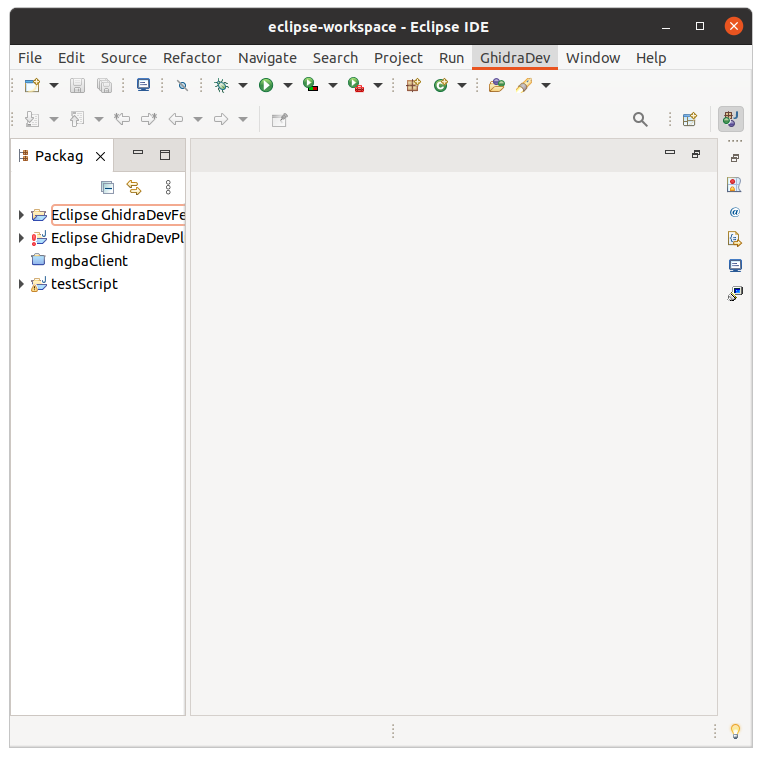 eclipse-workspace - Eclipse IDE
File Edit Source Refactor Navigate Search Project Run GhidraDev Window Help
Packag
Eclipse GhidraDevFe
Eclipse GhidraDevPl
mgbaClient
testScript